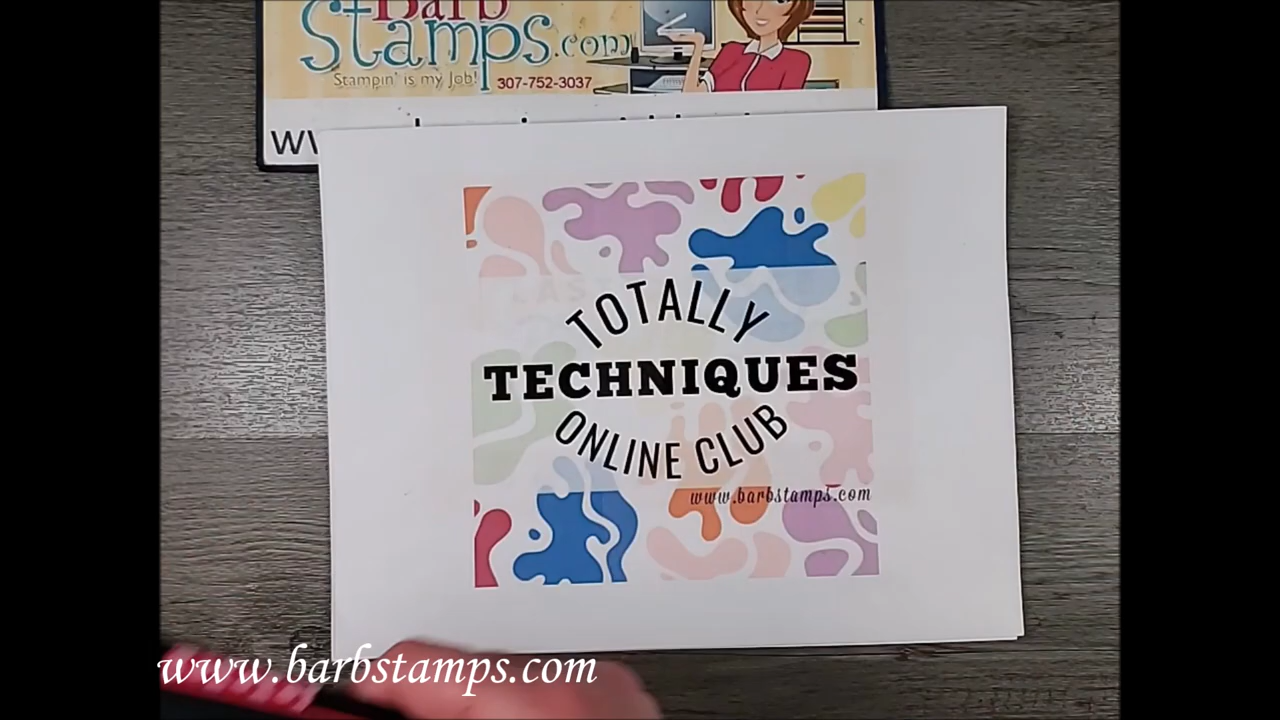 Barb
Stamps.com
Stampin' is my Job!
307-752-3037
TOTALLY
TECHNIQUES
ONLINE CLUB
www.barbstamps.com
www.barbstamps.com